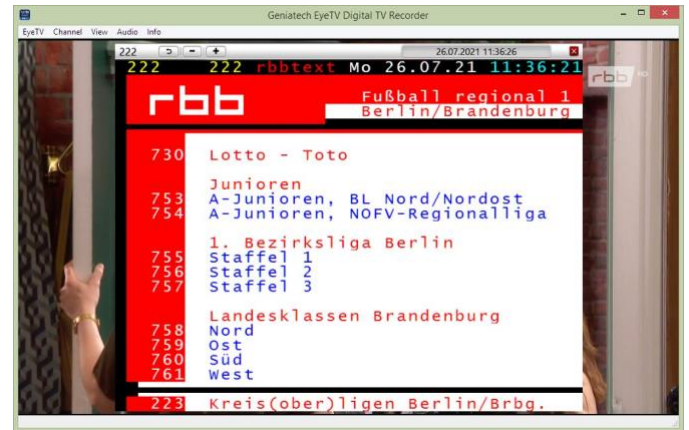 Geniatech EyeTV Digital TV Recorder
EyeTV Channel View Audio Info
222 26.07.2021 11:36:26
222 222 rbbtext Mo 26.07.21 11:36:21
rbb HD
rbb
Fußball regional 1
Berlin/Brandenburg
730 Lotto - Toto
Junioren
753 A-Junioren, BL Nord/Nordost
754 A-Junioren, NOFV-Regionalliga
1. Bezirksliga Berlin
755 Staffel 1
756 Staffel 2
757 Staffel 3
Landesklassen Brandenburg
758 Nord
759 Ost
760 Süd
761 West
223 Kreis(ober)ligen Berlin/Brbg.